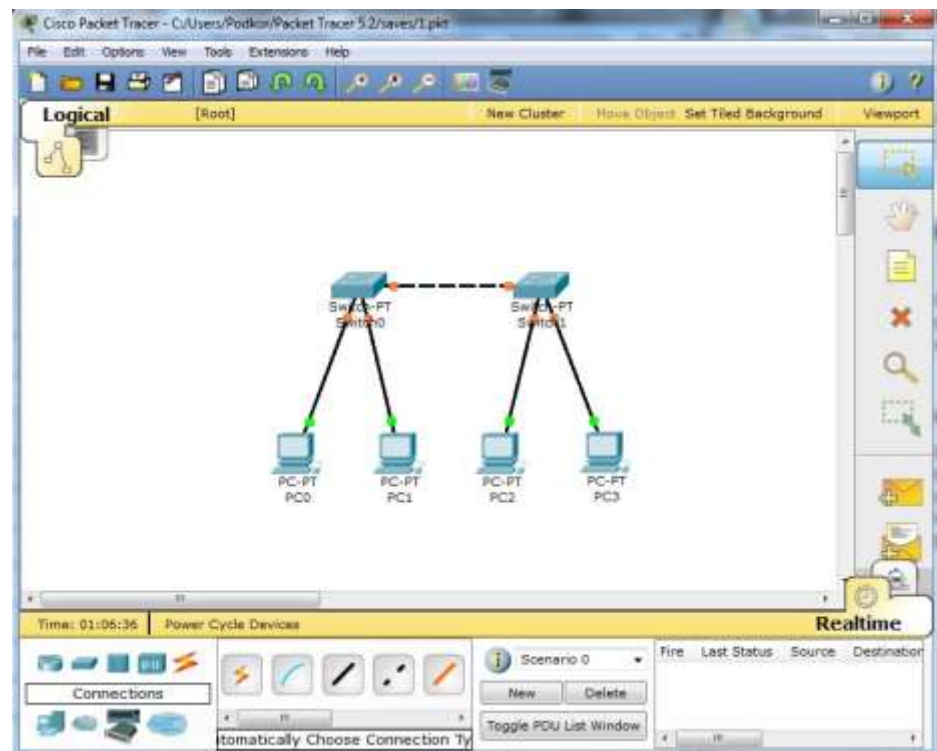 Cisco Packet Tracer - C:/Users/Podkor/Packet Tracer 5.2/saves/1.pkt
File Edit Options View Tools Extensions Help
Logical [Root] New Cluster Move Object Set Tiled Background Viewport
Switch-PT
Switch0
Switch-PT
Switch1
PC-PT
PC0
PC-PT
PC1
PC-PT
PC2
PC-PT
PC3
Time: 01:06:36 Power Cycle Devices Realtime
Connections
Scenario 0
New Delete
Toggle PDU List Window
Fire Last Status Source Destination
tomatically Choose Connection Ty